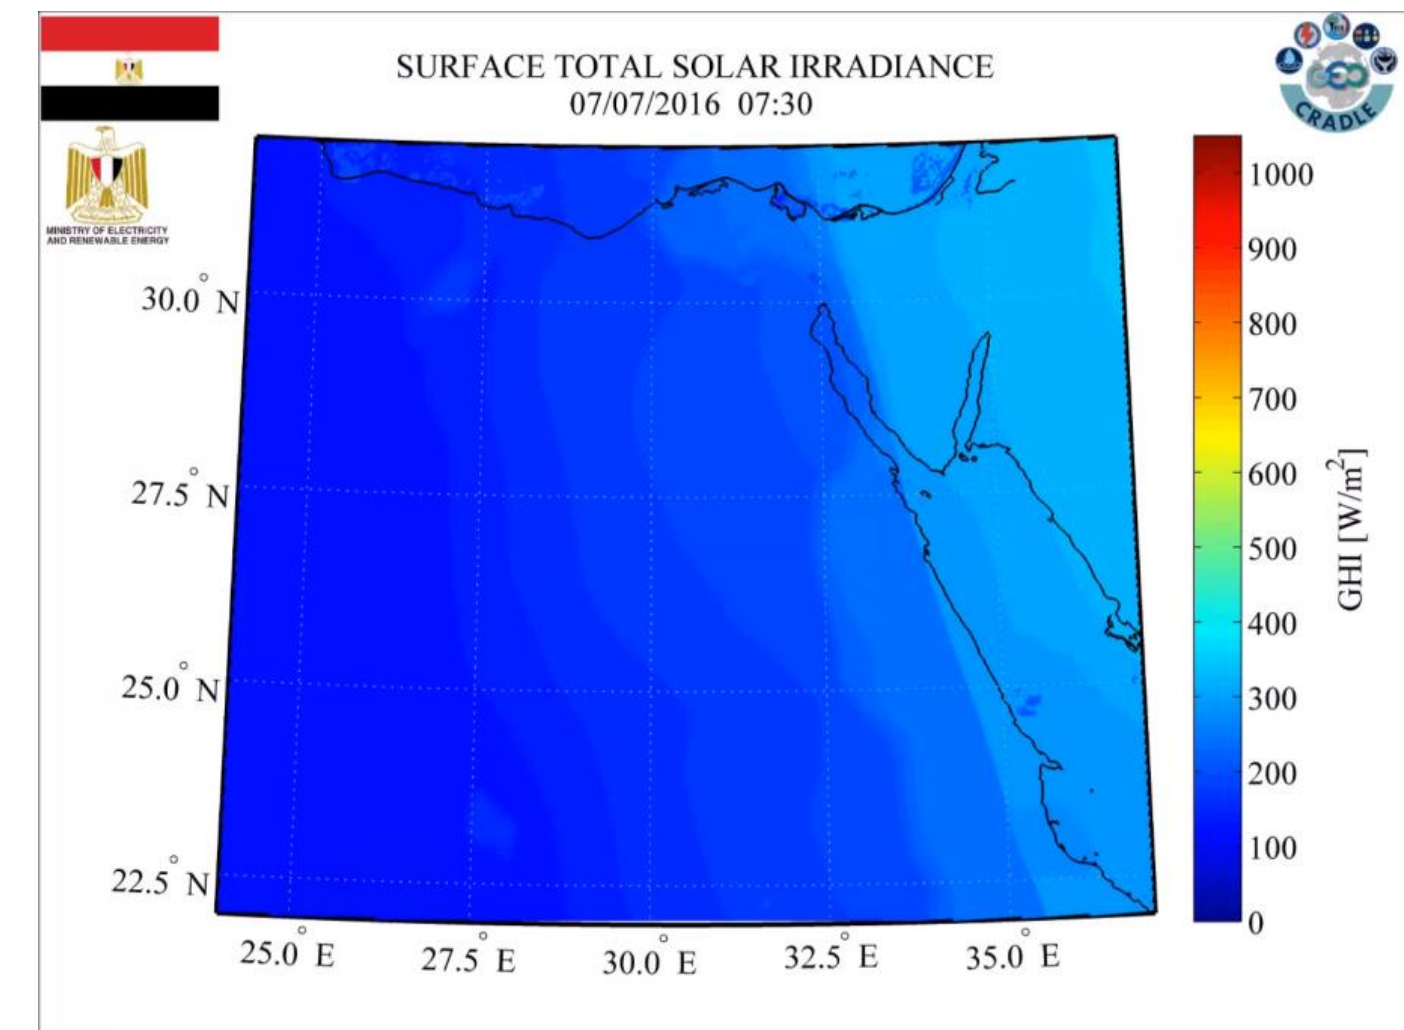 SURFACE TOTAL SOLAR IRRADIANCE
07/07/2016 07:30
MINISTRY OF ELECTRICITY
AND RENEWABLE ENERGY
GEO
CRADLE
30.0° N
27.5° N
25.0° N
22.5° N
25.0° E
27.5° E
30.0° E
32.5° E
35.0° E
1000
900
800
700
600
500
400
300
200
100
0
GHI [W/m²]